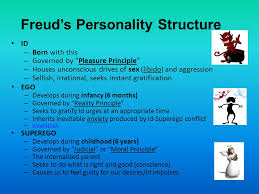 Freud's Personality Structure
• ID
– Born with this
– Governed by "Pleasure Principle"
– Houses unconscious drives of sex (libido) and aggression
– Selfish, irrational, seeks instant gratification
• EGO
– Develops during infancy (6 months)
– Governed by "Reality Principle"
– Seeks to gratify Id urges at an appropriate time
– Inherits inevitable anxiety produced by Id-Superego conflict
• SUPEREGO
– Develops during childhood (6 years)
– Governed by "Judicial" or "Moral Principle"
– The internalized parent
– Seeks to do what is right and good (conscience)
– Causes us to feel guilty for our desires/Id impulses